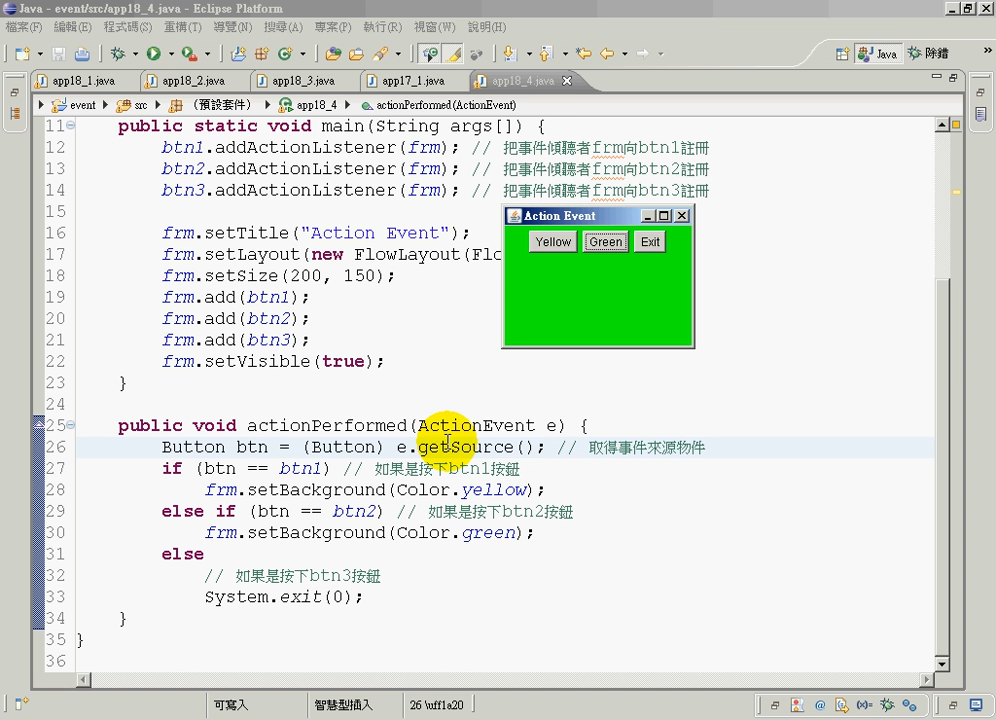 Java - event/src/app18_4.java - Eclipse Platform
檔案(F) 編輯(E) 程式碼(S) 重構(T) 導覽(N) 搜尋(A) 專案(P) 執行(R) 視窗(W) 說明(H)
Java 除錯 »
app18_1.java app18_2.java app18_3.java app17_1.java app18_4.java
event src (預設套件) app18_4 actionPerformed(ActionEvent)
11 public static void main(String args[]) {
12 btn1.addActionListener(frm); // 把事件傾聽者frm向btn1註冊
13 btn2.addActionListener(frm); // 把事件傾聽者frm向btn2註冊
14 btn3.addActionListener(frm); // 把事件傾聽者frm向btn3註冊
15
16 frm.setTitle("Action Event");
17 frm.setLayout(new FlowLayout(Flo
18 frm.setSize(200, 150);
19 frm.add(btn1);
20 frm.add(btn2);
21 frm.add(btn3);
22 frm.setVisible(true);
23 }
24
25 public void actionPerformed(ActionEvent e) {
26 Button btn = (Button) e.getSource(); // 取得事件來源物件
27 if (btn == btn1) // 如果是按下btn1按鈕
28 frm.setBackground(Color.yellow);
29 else if (btn == btn2) // 如果是按下btn2按鈕
30 frm.setBackground(Color.green);
31 else
32 // 如果是按下btn3按鈕
33 System.exit(0);
34 }
35 }
36
Action Event
Yellow Green Exit
可寫入 智慧型插入 26 \uff1a20